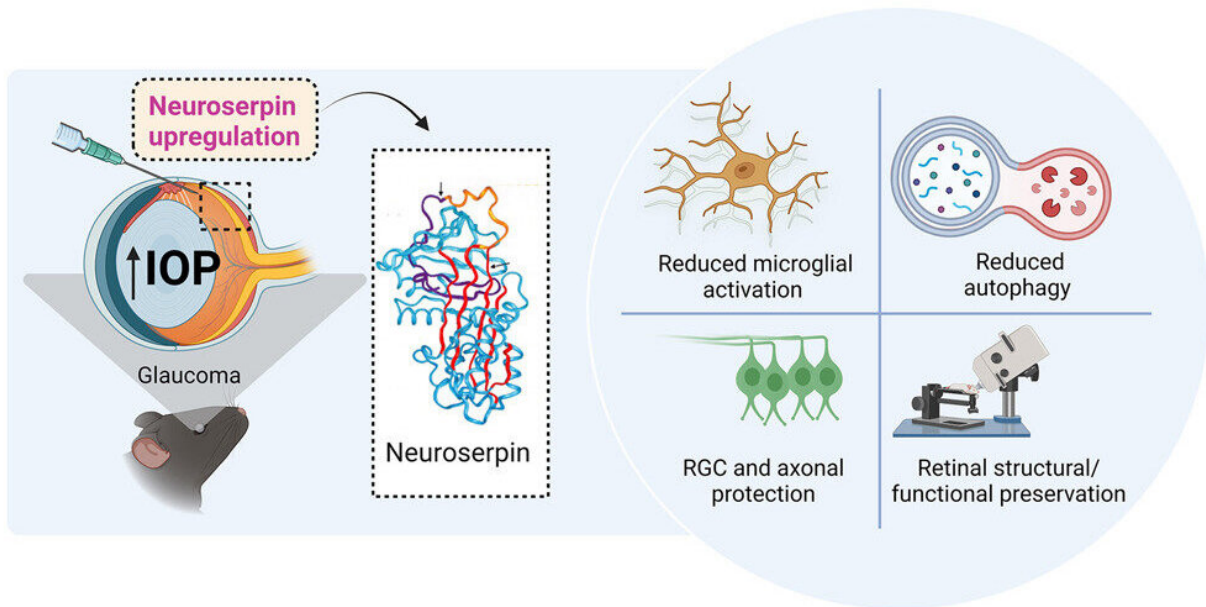 Neuroserpin
upregulation
IOP
Glaucoma
Neuroserpin
Reduced microglial
activation
Reduced
autophagy
RGC and axonal
protection
Retinal structural/
functional preservation